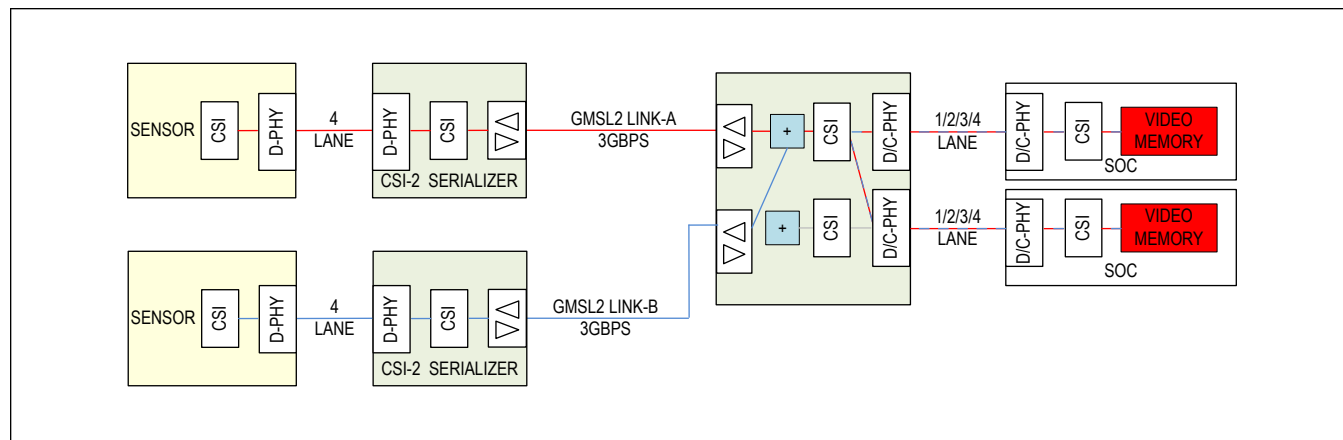 SENSOR
CSI
D-PHY
4
LANE
D-PHY
CSI
CSI-2 SERIALIZER
GMSL2 LINK-A
3GBPS
+
CSI
D/C-PHY
1/2/3/4
LANE
D/C-PHY
CSI
VIDEO
MEMORY
SOC
+
CSI
D/C-PHY
1/2/3/4
LANE
D/C-PHY
CSI
VIDEO
MEMORY
SOC
SENSOR
CSI
D-PHY
4
LANE
D-PHY
CSI
CSI-2 SERIALIZER
GMSL2 LINK-B
3GBPS